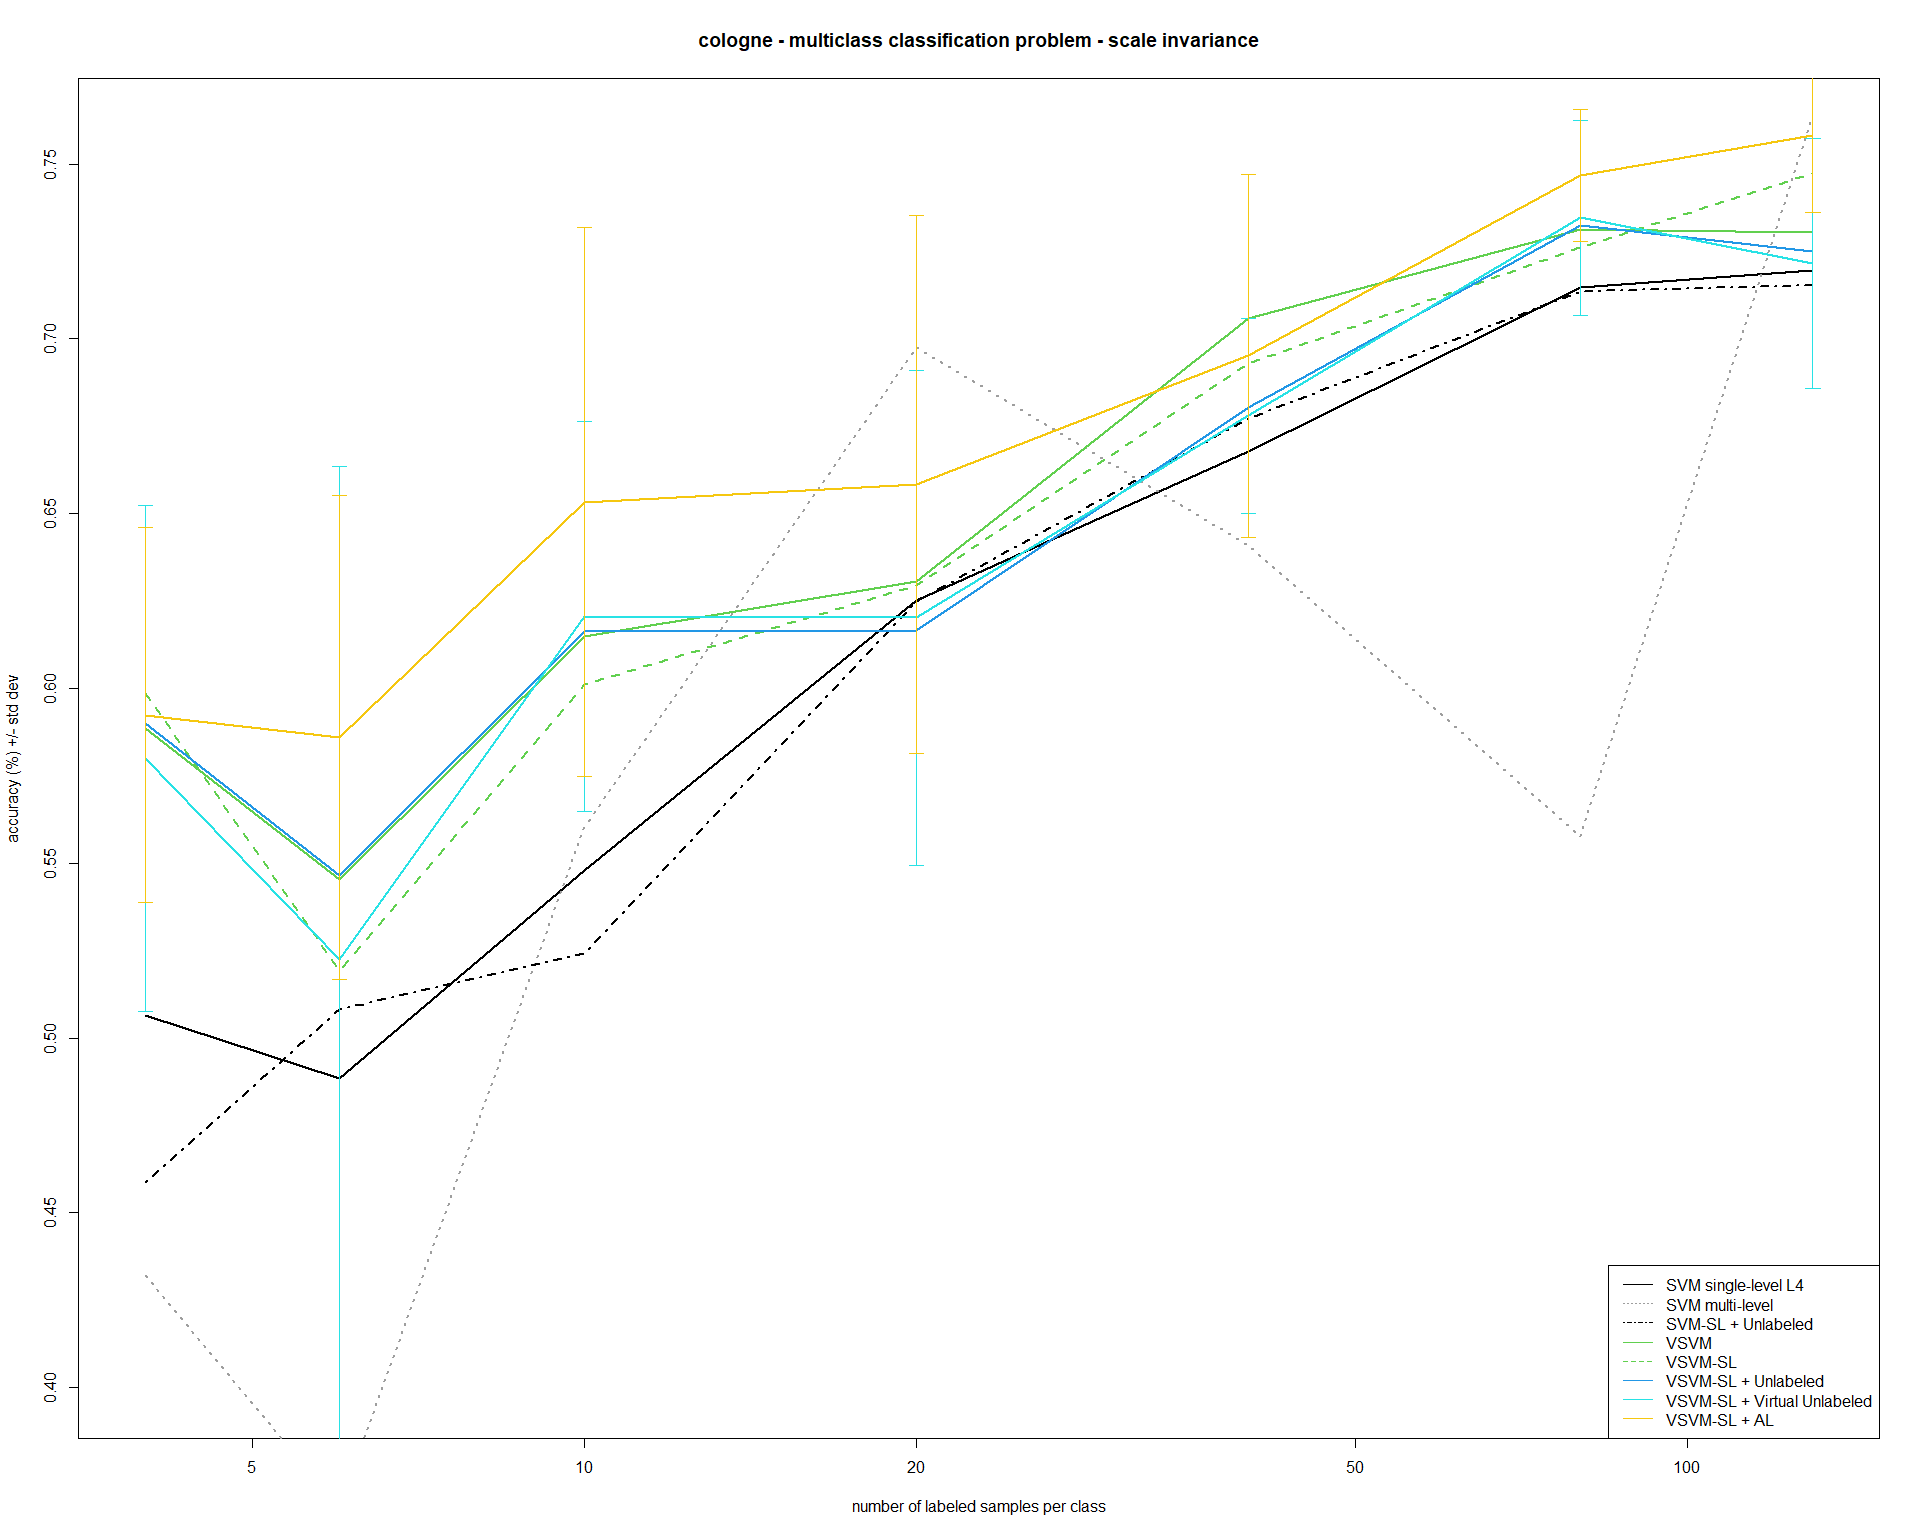 cologne - multiclass classification problem - scale invariance
accuracy (%) +/- std dev
0.75
0.70
0.65
0.60
0.55
0.50
0.45
0.40
SVM single-level L4
SVM multi-level
SVM-SL + Unlabeled
VSVM
VSVM-SL
VSVM-SL + Unlabeled
VSVM-SL + Virtual Unlabeled
VSVM-SL + AL
5 10 20 50 100
number of labeled samples per class